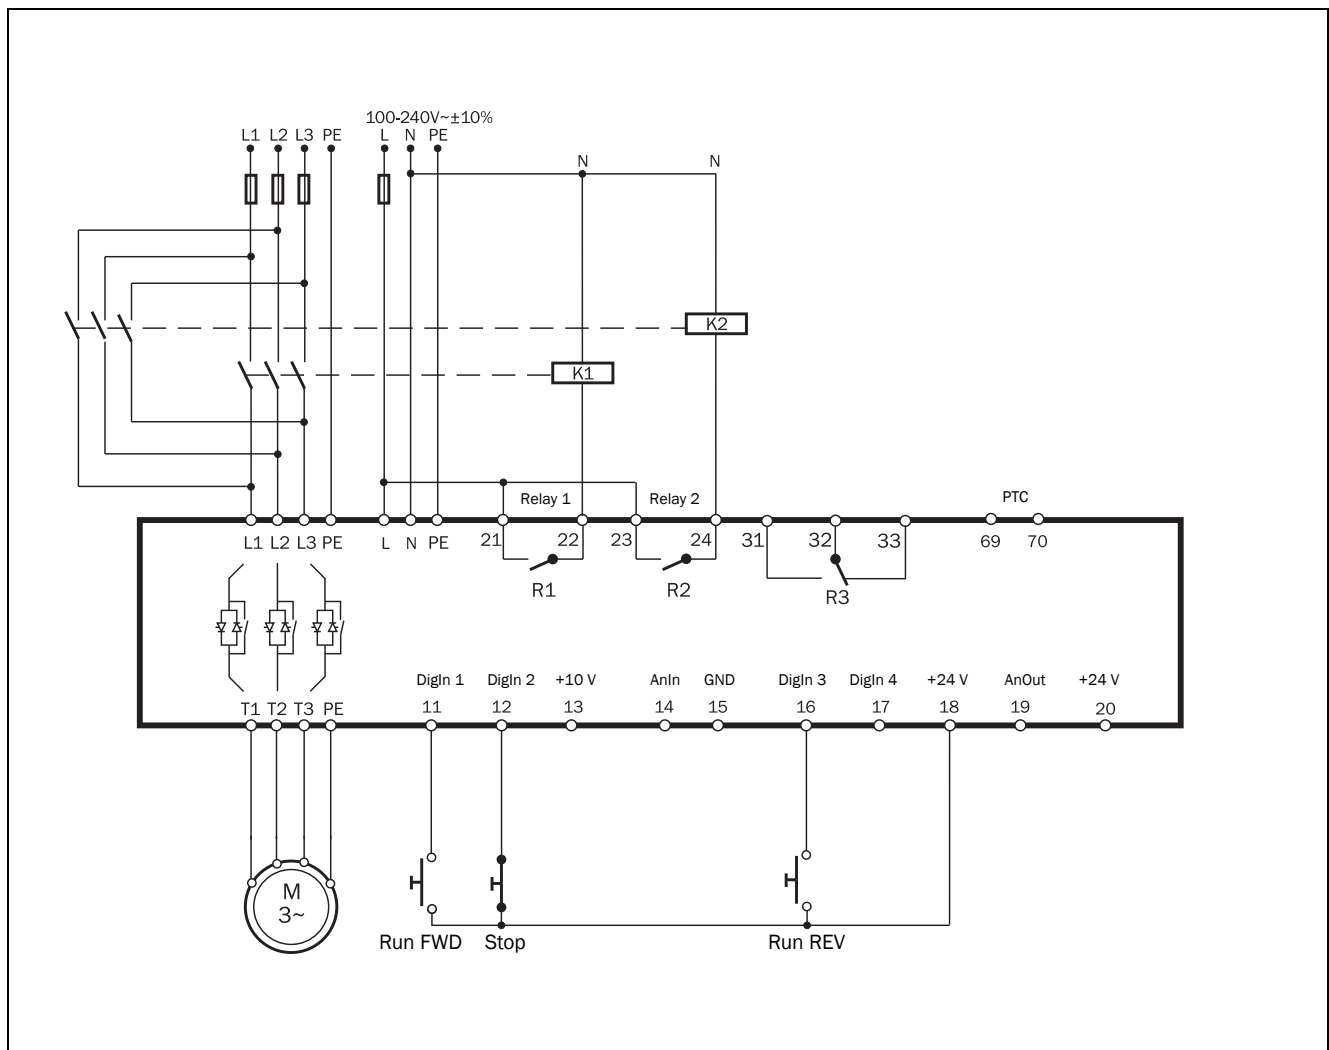 100-240V~±10%
L1 L2 L3 PE L N PE
N N
K2
K1
Relay 1 Relay 2 PTC
L1 L2 L3 PE L N PE 21 22 23 24 31 32 33 69 70
R1 R2 R3
DigIn 1 DigIn 2 +10 V AnIn GND DigIn 3 DigIn 4 +24 V AnOut +24 V
T1 T2 T3 PE 11 12 13 14 15 16 17 18 19 20
M
3~
Run FWD Stop Run REV